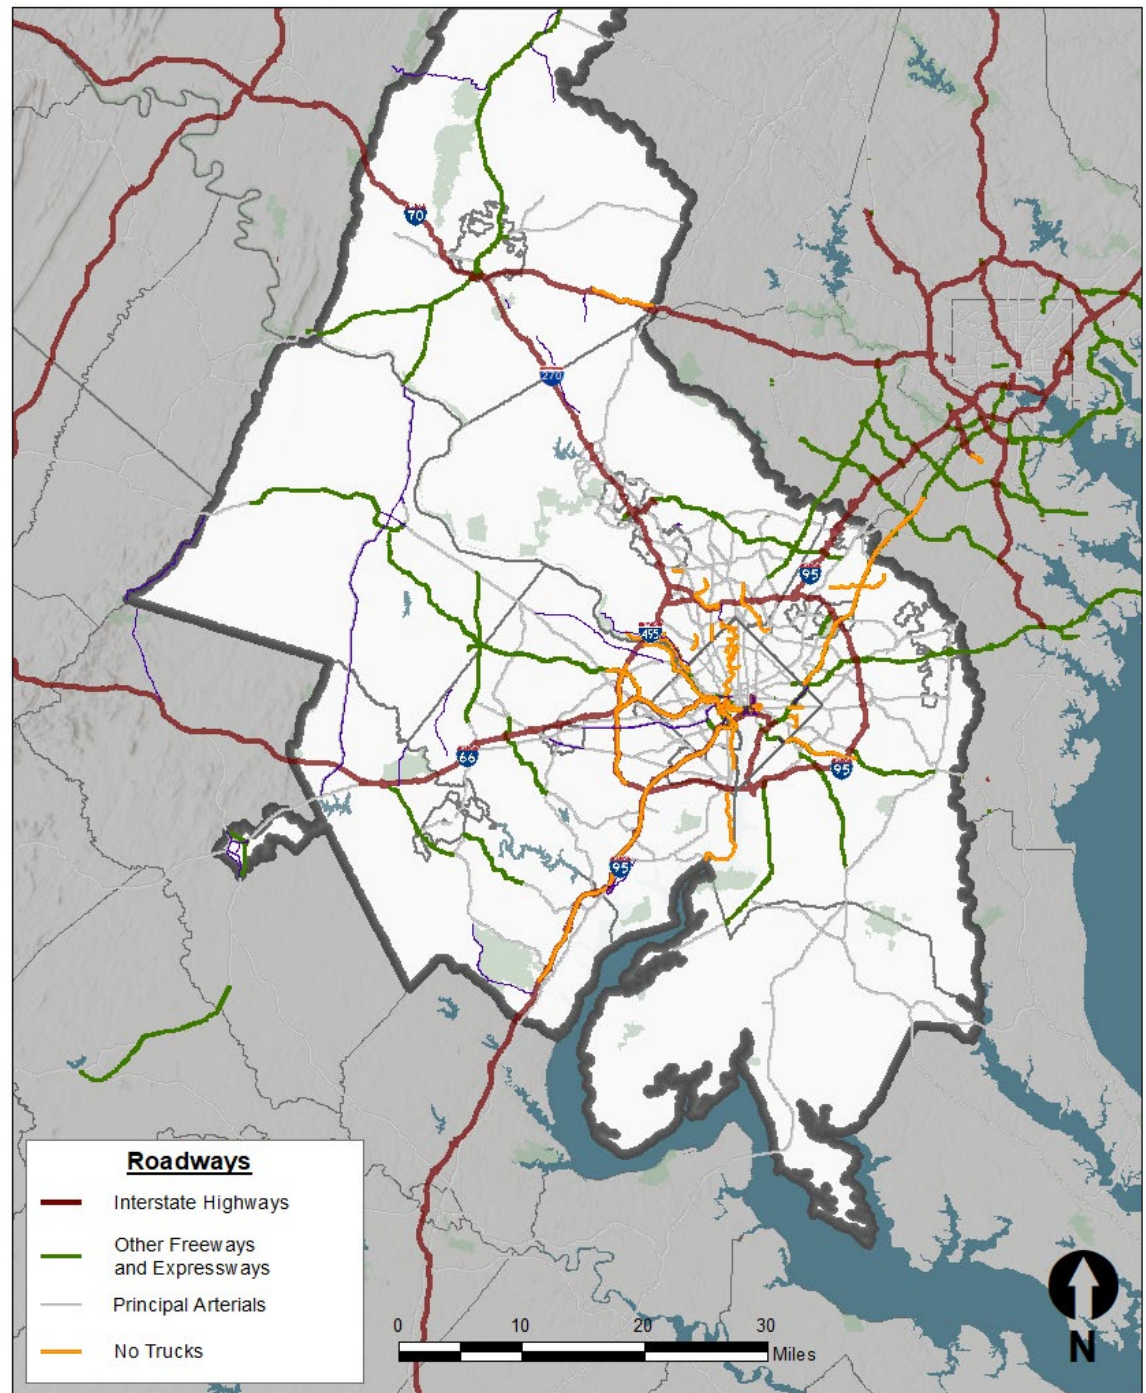 70
270
95
495
66
95
95
Roadways
Interstate Highways
Other Freeways
and Expressways
Principal Arterials
No Trucks
0 10 20 30
Miles
N